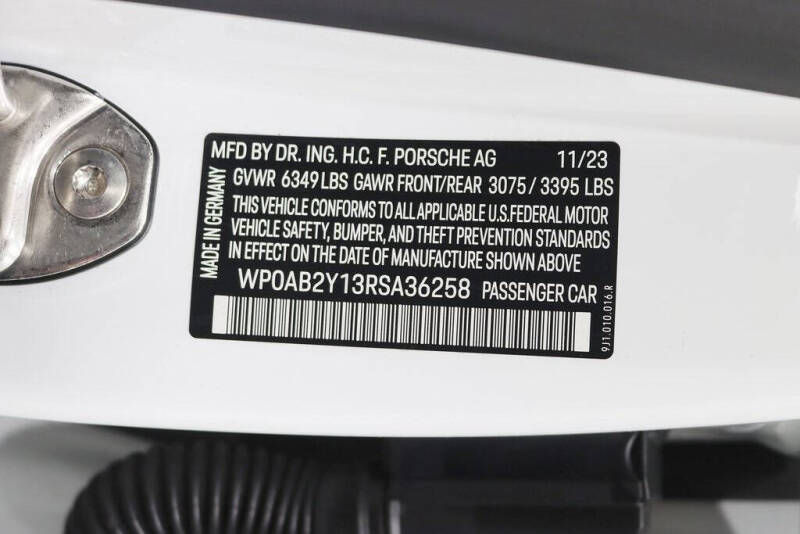 MFD BY DR. ING. H.C. F. PORSCHE AG 11/23
GVWR 6349 LBS GAWR FRONT/REAR 3075 / 3395 LBS
THIS VEHICLE CONFORMS TO ALL APPLICABLE U.S.FEDERAL MOTOR
VEHICLE SAFETY, BUMPER, AND THEFT PREVENTION STANDARDS
IN EFFECT ON THE DATE OF MANUFACTURE SHOWN ABOVE.
WP0AB2Y13RSA36258 PASSENGER CAR
MADE IN GERMANY
9J1.010.016.R